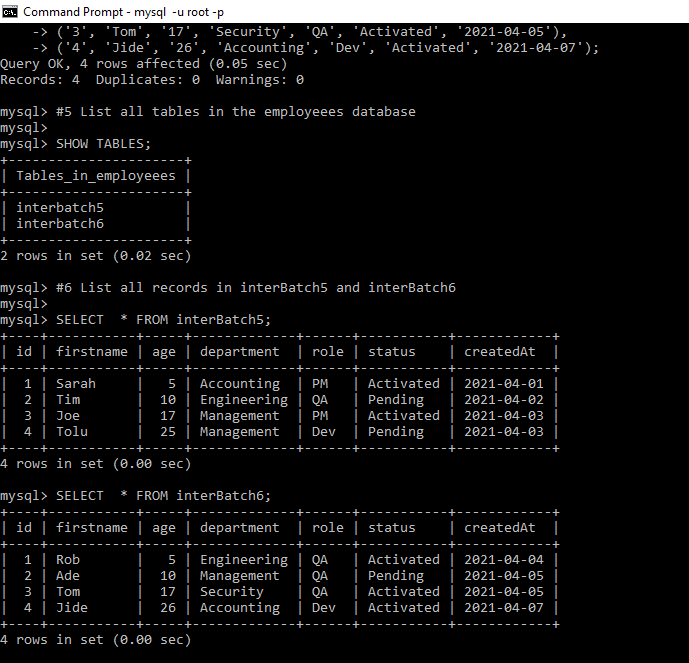 Command Prompt - mysql  -u root -p
    -> ('3', 'Tom', '17', 'Security', 'QA', 'Activated', '2021-04-05'),
    -> ('4', 'Jide', '26', 'Accounting', 'Dev', 'Activated', '2021-04-07');
Query OK, 4 rows affected (0.05 sec)
Records: 4  Duplicates: 0  Warnings: 0

mysql> #5 List all tables in the employeees database
mysql>
mysql> SHOW TABLES;
+----------------------+
| Tables_in_employeees |
+----------------------+
| interbatch5          |
| interbatch6          |
+----------------------+
2 rows in set (0.02 sec)

mysql> #6 List all records in interBatch5 and interBatch6
mysql>
mysql> SELECT  * FROM interBatch5;
+----+-----------+-----+-------------+------+-----------+------------+
| id | firstname | age | department  | role | status    | createdAt  |
+----+-----------+-----+-------------+------+-----------+------------+
|  1 | Sarah     |   5 | Accounting  | PM   | Activated | 2021-04-01 |
|  2 | Tim       |  10 | Engineering | QA   | Pending   | 2021-04-02 |
|  3 | Joe       |  17 | Management  | PM   | Activated | 2021-04-03 |
|  4 | Tolu      |  25 | Management  | Dev  | Pending   | 2021-04-03 |
+----+-----------+-----+-------------+------+-----------+------------+
4 rows in set (0.00 sec)

mysql> SELECT  * FROM interBatch6;
+----+-----------+-----+-------------+------+-----------+------------+
| id | firstname | age | department  | role | status    | createdAt  |
+----+-----------+-----+-------------+------+-----------+------------+
|  1 | Rob       |   5 | Engineering | QA   | Activated | 2021-04-04 |
|  2 | Ade       |  10 | Management  | QA   | Pending   | 2021-04-05 |
|  3 | Tom       |  17 | Security    | QA   | Activated | 2021-04-05 |
|  4 | Jide      |  26 | Accounting  | Dev  | Activated | 2021-04-07 |
+----+-----------+-----+-------------+------+-----------+------------+
4 rows in set (0.00 sec)